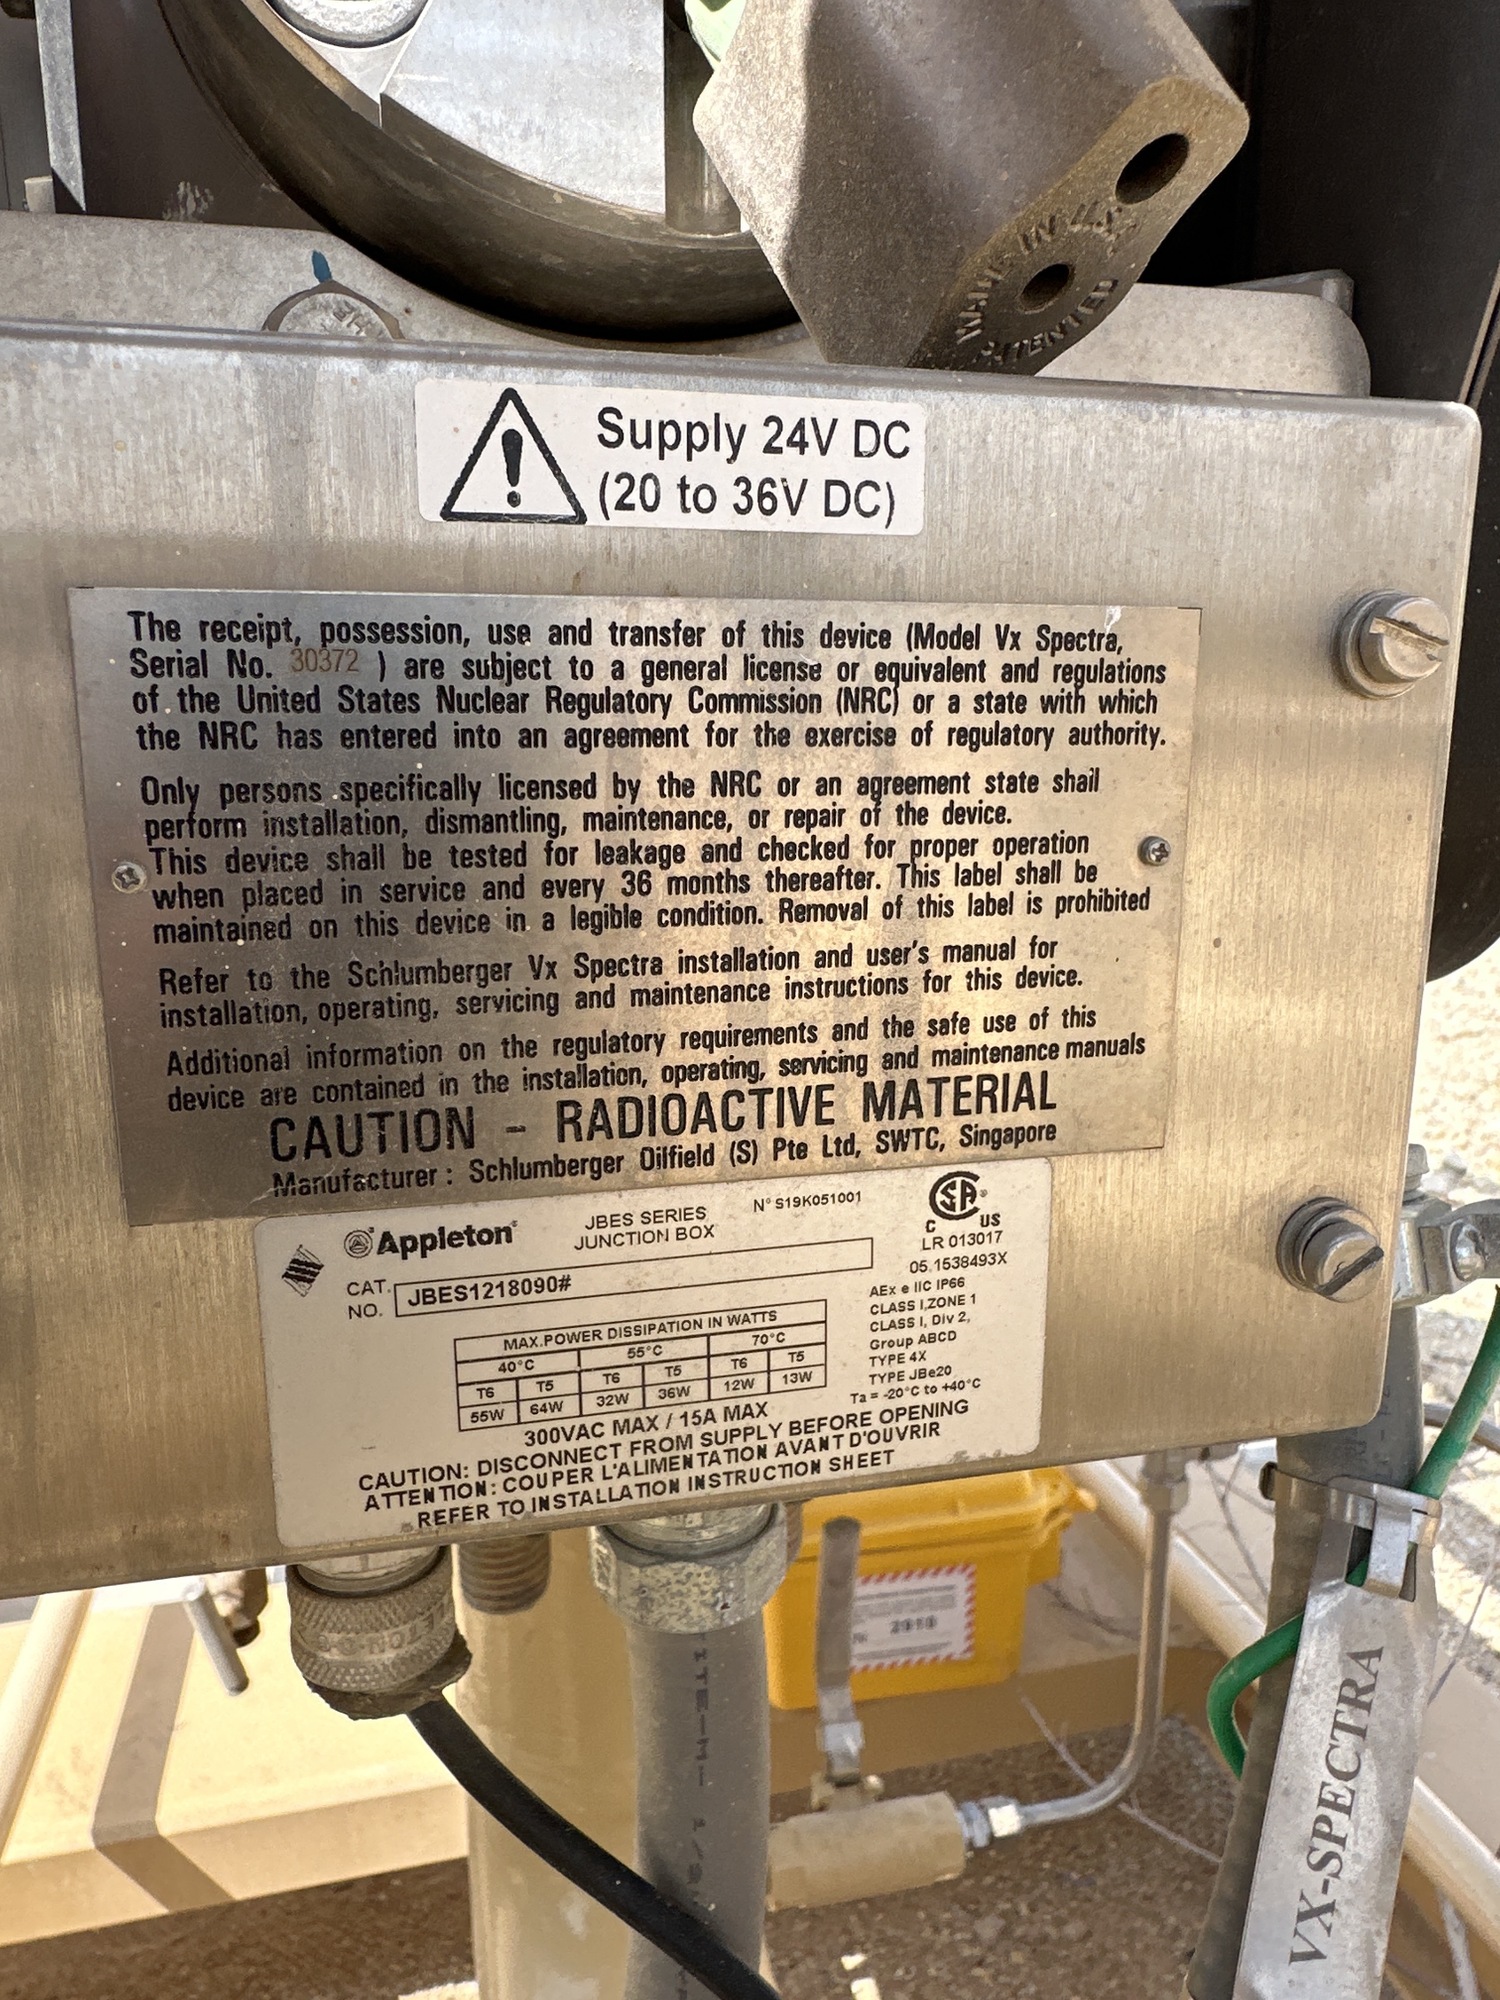 MADE IN U.S.A.
PATENTED
THE
Supply 24V DC
(20 to 36V DC)
The receipt, possession, use and transfer of this device (Model Vx Spectra,
Serial No. 30372 ) are subject to a general license or equivalent and regulations
of the United States Nuclear Regulatory Commission (NRC) or a state with which
the NRC has entered into an agreement for the exercise of regulatory authority.
Only persons specifically licensed by the NRC or an agreement state shall
perform installation, dismantling, maintenance, or repair of the device.
This device shall be tested for leakage and checked for proper operation
when placed in service and every 36 months thereafter. This label shall be
maintained on this device in a legible condition. Removal of this label is prohibited
Refer to the Schlumberger Vx Spectra installation and user's manual for
installation, operating, servicing and maintenance instructions for this device.
Additional information on the regulatory requirements and the safe use of this
device are contained in the installation, operating, servicing and maintenance manuals
CAUTION - RADIOACTIVE MATERIAL
Manufacturer : Schlumberger Oilfield (S) Pte Ltd, SWTC, Singapore
Appleton
JBES SERIES
JUNCTION BOX
N° S19K051001
CAT.
NO.
JBES1218090#
SA
C US
LR 013017
05.1538493X
AEx e IIC IP66
CLASS I,ZONE 1
CLASS I, Div 2,
Group ABCD
TYPE 4X
TYPE JBe20
Ta = -20°C to +40°C
MAX.POWER DISSIPATION IN WATTS
40°C 55°C 70°C
T6 T5 T6 T5 T6 T5
55W 64W 32W 36W 12W 13W
300VAC MAX / 15A MAX
CAUTION: DISCONNECT FROM SUPPLY BEFORE OPENING
ATTENTION: COUPER L'ALIMENTATION AVANT D'OUVRIR
REFER TO INSTALLATION INSTRUCTION SHEET
2910
VX-SPECTRA